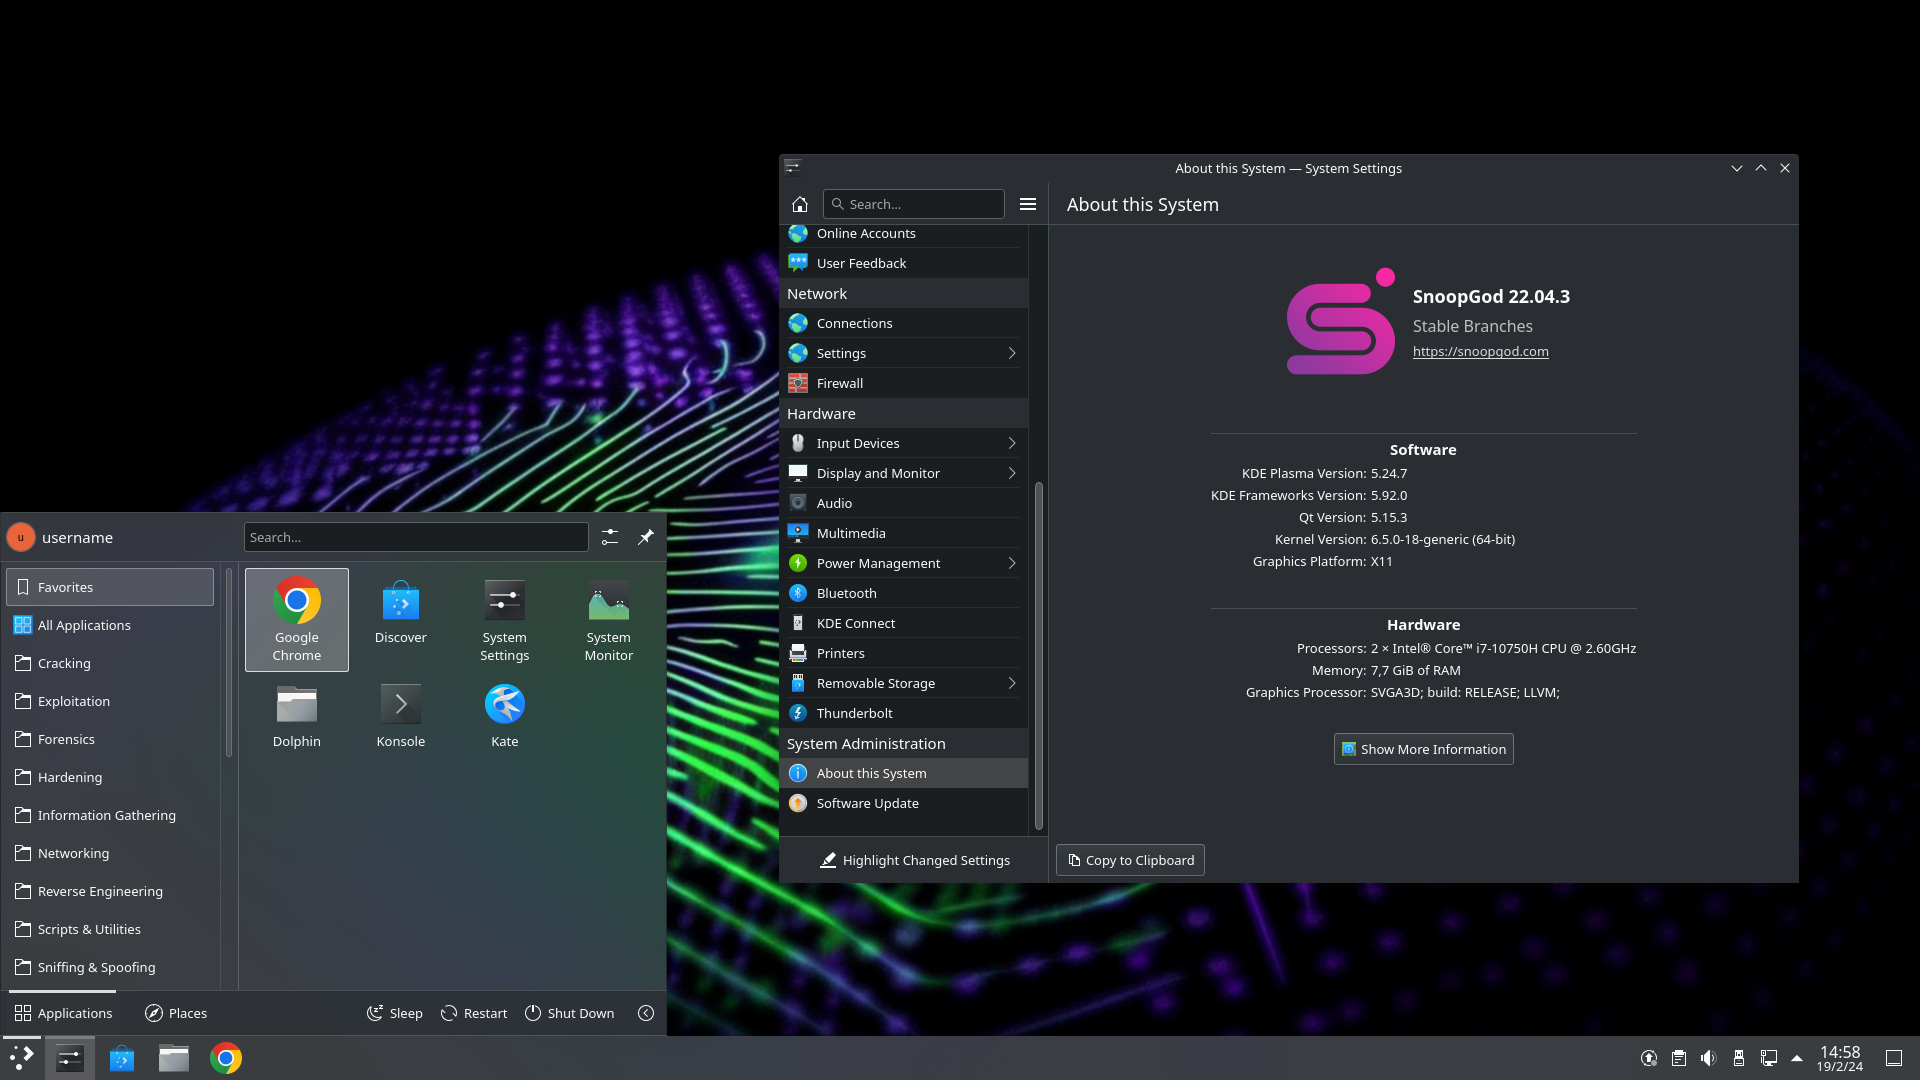 About this System — System Settings
Search...
About this System
Online Accounts
User Feedback
Network
Connections
Settings
Firewall
Hardware
Input Devices
Display and Monitor
Audio
Multimedia
Power Management
Bluetooth
KDE Connect
Printers
Removable Storage
Thunderbolt
System Administration
About this System
Software Update
Highlight Changed Settings
SnoopGod 22.04.3
Stable Branches
https://snoopgod.com
Software
KDE Plasma Version: 5.24.7
KDE Frameworks Version: 5.92.0
Qt Version: 5.15.3
Kernel Version: 6.5.0-18-generic (64-bit)
Graphics Platform: X11
Hardware
Processors: 2 × Intel® Core™ i7-10750H CPU @ 2.60GHz
Memory: 7,7 GiB of RAM
Graphics Processor: SVGA3D; build: RELEASE; LLVM;
Show More Information
Copy to Clipboard
u
username
Search...
Favorites
All Applications
Cracking
Exploitation
Forensics
Hardening
Information Gathering
Networking
Reverse Engineering
Scripts & Utilities
Sniffing & Spoofing
Google
Chrome
Discover
System
Settings
System
Monitor
Dolphin
Konsole
Kate
Applications
Places
Sleep
Restart
Shut Down
14:58
19/2/24